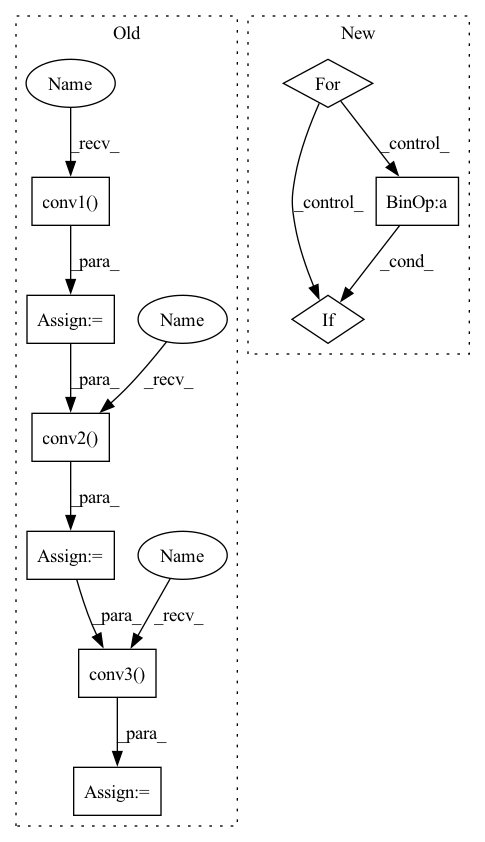 Old
New
Name
For
_recv_
_control_
conv1()
_control_
BinOp:a
_para_
_cond_
Assign:=
Name
If
_para_
_recv_
conv2()
_para_
Assign:=
Name
_para_
_recv_
conv3()
_para_
Assign:=